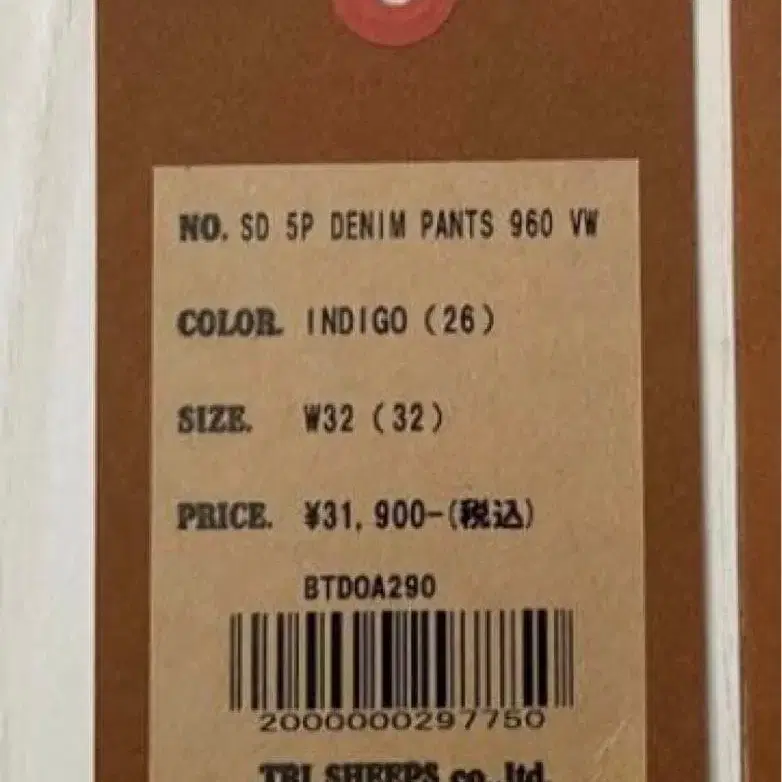 NO. SD 5P DENIM PANTS 960 VW
COLOR. INDIGO (26)
SIZE. W32 (32)
PRICE. ¥31,900-(税込)
BTDOA290
2000000297750
TRI SHEEPS co.,ltd.